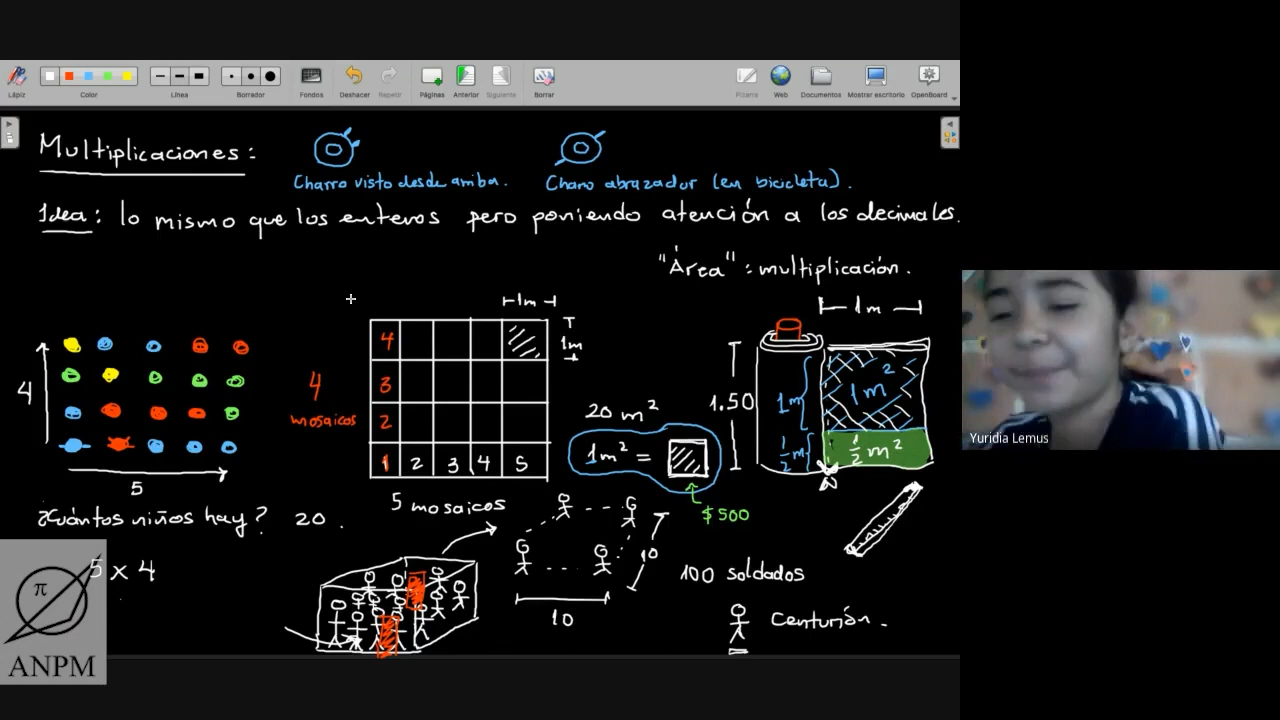 Lápiz
Color
Línea
Borrador
Fondos
Deshacer
Repetir
Páginas
Anterior
Siguiente
Borrar
Pizarra
Web
Documentos
Mostrar escritorio
OpenBoard
Multiplicaciones:
Charro visto desde arriba.
Charro abrazador (en bicicleta).
Idea: lo mismo que los enteros pero poniendo atención a los decimales.
"Área": multiplicación.
1m
1m
4
5
¿Cuántos niños hay? 20.
5 x 4
4
mosaicos
4
3
2
1 2 3 4 5
1m
5 mosaicos
20 m²
1m² =
$500
1.50
1m
½ m
1 m²
½ m²
10
10
100 soldados
Centurión.
Yuridia Lemus
π
ANPM